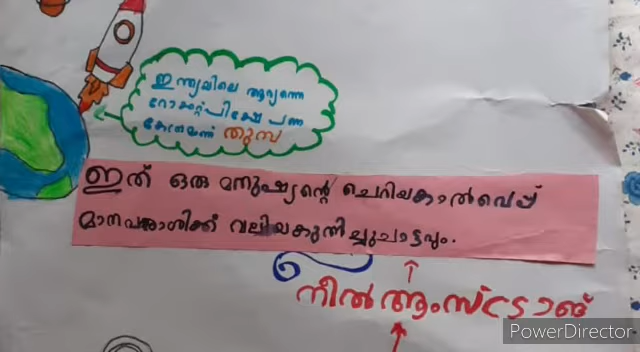 ഇന്ത്യയിലെ ആദ്യത്തെ
റോക്കറ്റ് വിക്ഷേപണ
കേന്ദ്രമാണ് തുമ്പ
ഇത് ഒരു മനുഷ്യന്റെ ചെറിയകാൽവെപ്പ്
മാനവരാശിക്ക് വലിയകുതിച്ചുചാട്ടവും.
നീൽ ആംസ്ട്രോങ്
PowerDirector